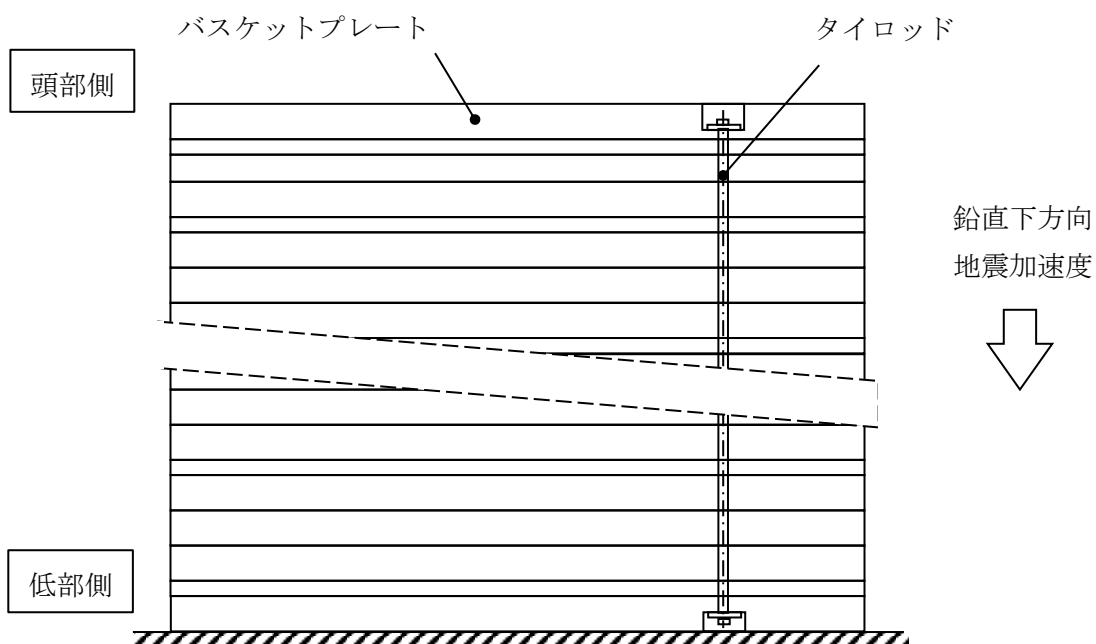 バスケットプレート
タイロッド
頭部側
鉛直下方向
地震加速度
低部側